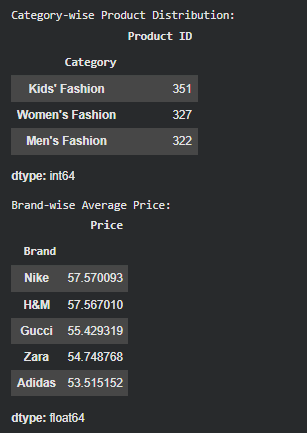 Category-wise Product Distribution:
Product ID
Category
Kids' Fashion 351
Women's Fashion 327
Men's Fashion 322
dtype: int64
Brand-wise Average Price:
Price
Brand
Nike 57.570093
H&M 57.567010
Gucci 55.429319
Zara 54.748768
Adidas 53.515152
dtype: float64